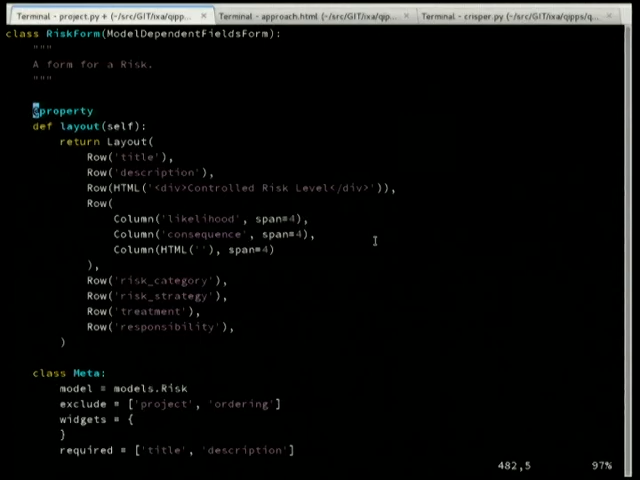 Terminal - project.py + (~/src/GIT/ixa/qipp...
Terminal - approach.html (~/src/GIT/ixa/qip...
Terminal - crisper.py (~/src/GIT/ixa/qipps/q...
class RiskForm(ModelDependentFieldsForm):
"""
A form for a Risk.
"""
@property
def layout(self):
return Layout(
Row('title'),
Row('description'),
Row(HTML('<div>Controlled Risk Level</div>')),
Row(
Column('likelihood', span=4),
Column('consequence', span=4),
Column(HTML(''), span=4)
),
Row('risk_category'),
Row('risk_strategy'),
Row('treatment'),
Row('responsibility'),
)
class Meta:
model = models.Risk
exclude = ['project', 'ordering']
widgets = {
}
required = ['title', 'description']
482,5 97%